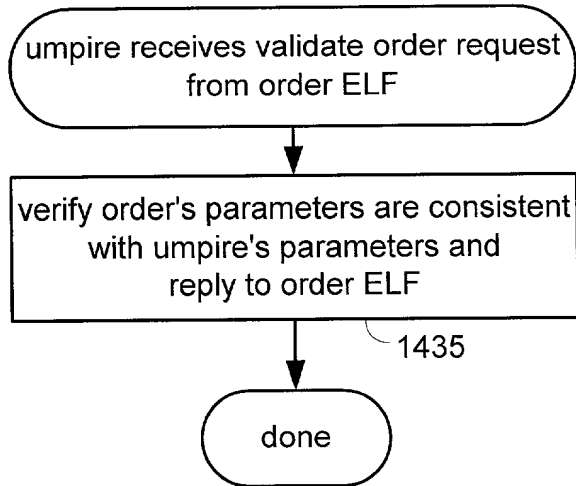 umpire receives validate order request
from order ELF
verify order's parameters are consistent
with umpire's parameters and
reply to order ELF
1435
done